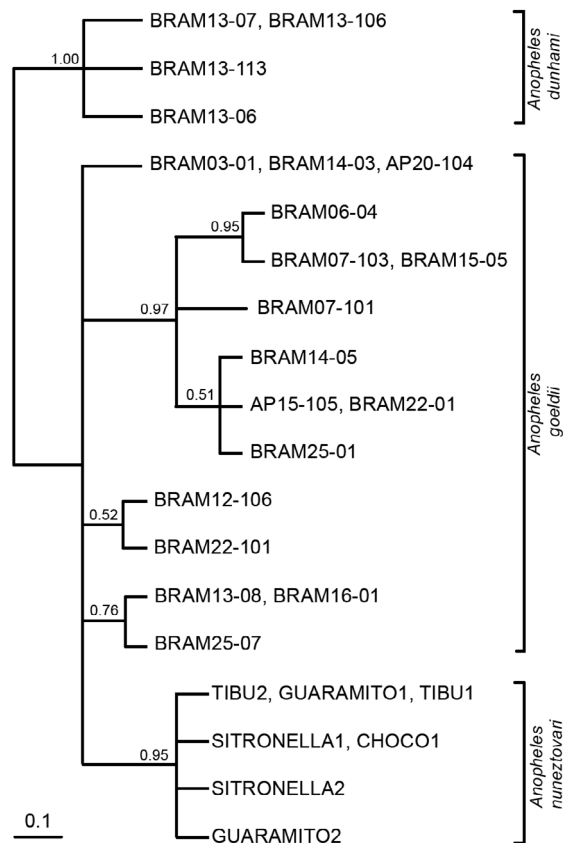 BRAM13-07, BRAM13-106
1.00
BRAM13-113
BRAM13-06
Anopheles
dunhami
BRAM03-01, BRAM14-03, AP20-104
BRAM06-04
0.95
BRAM07-103, BRAM15-05
0.97
BRAM07-101
BRAM14-05
0.51
AP15-105, BRAM22-01
BRAM25-01
Anopheles
goeldii
BRAM12-106
0.52
BRAM22-101
BRAM13-08, BRAM16-01
0.76
BRAM25-07
TIBU2, GUARAMITO1, TIBU1
SITRONELLA1, CHOCO1
0.95
SITRONELLA2
GUARAMITO2
Anopheles
nuneztovari
0.1